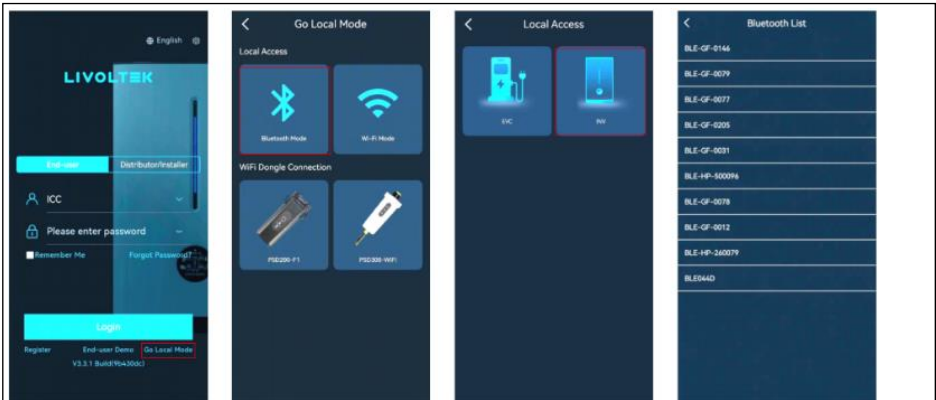 English
LIVOLTEK
End-user
Distributor/Installer
ICC
Please enter password
Remember Me
Forgot Password?
Login
Register
End-user Demo
Go Local Mode
V3.3.1 Build(9b430dc)
Go Local Mode
Local Access
Bluetooth Mode
Wi-Fi Mode
WiFi Dongle Connection
PSD200-F1
PSD300-WiFi
Local Access
EVC
INV
Bluetooth List
BLE-GF-0146
BLE-GF-0079
BLE-GF-0077
BLE-GF-0205
BLE-GF-0031
BLE-HP-500096
BLE-GF-0078
BLE-GF-0012
BLE-HP-260079
BLE044D